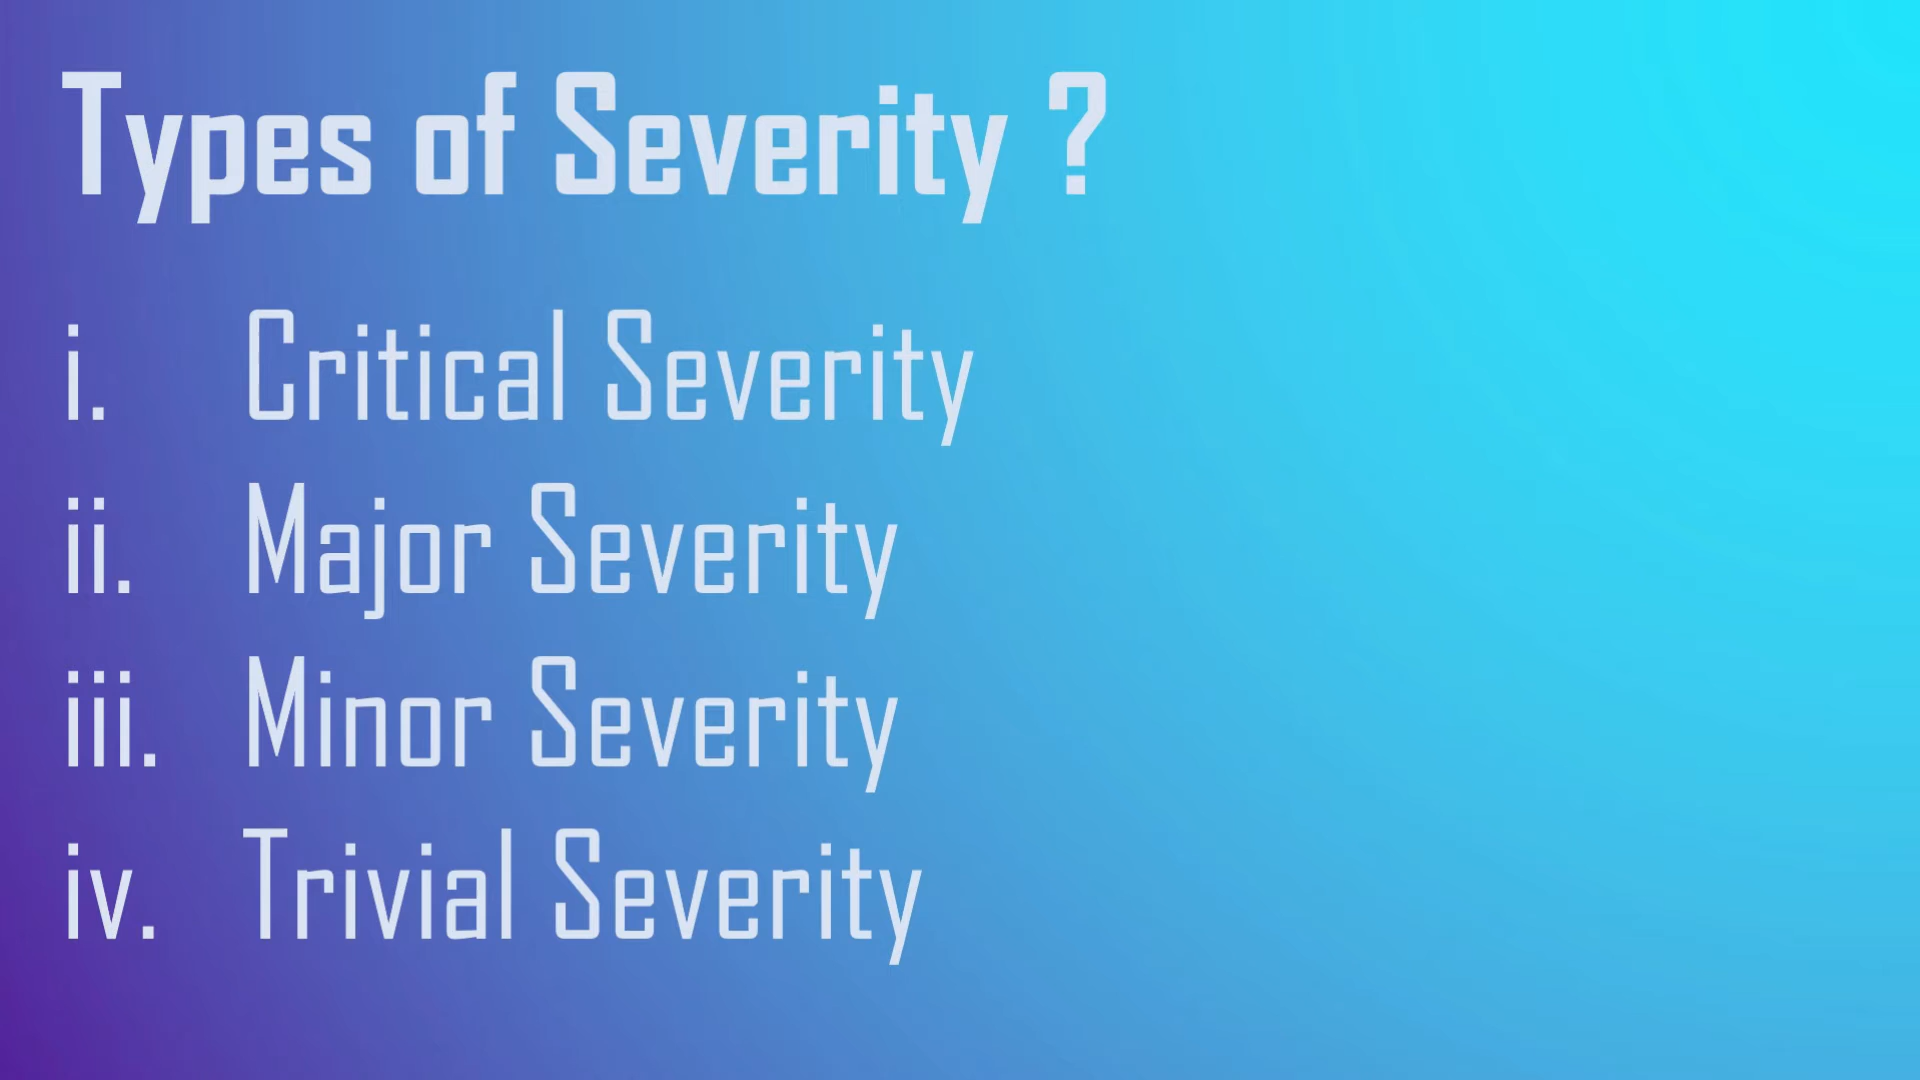 Types of Severity ?
i. Critical Severity
ii. Major Severity
iii. Minor Severity
iv. Trivial Severity